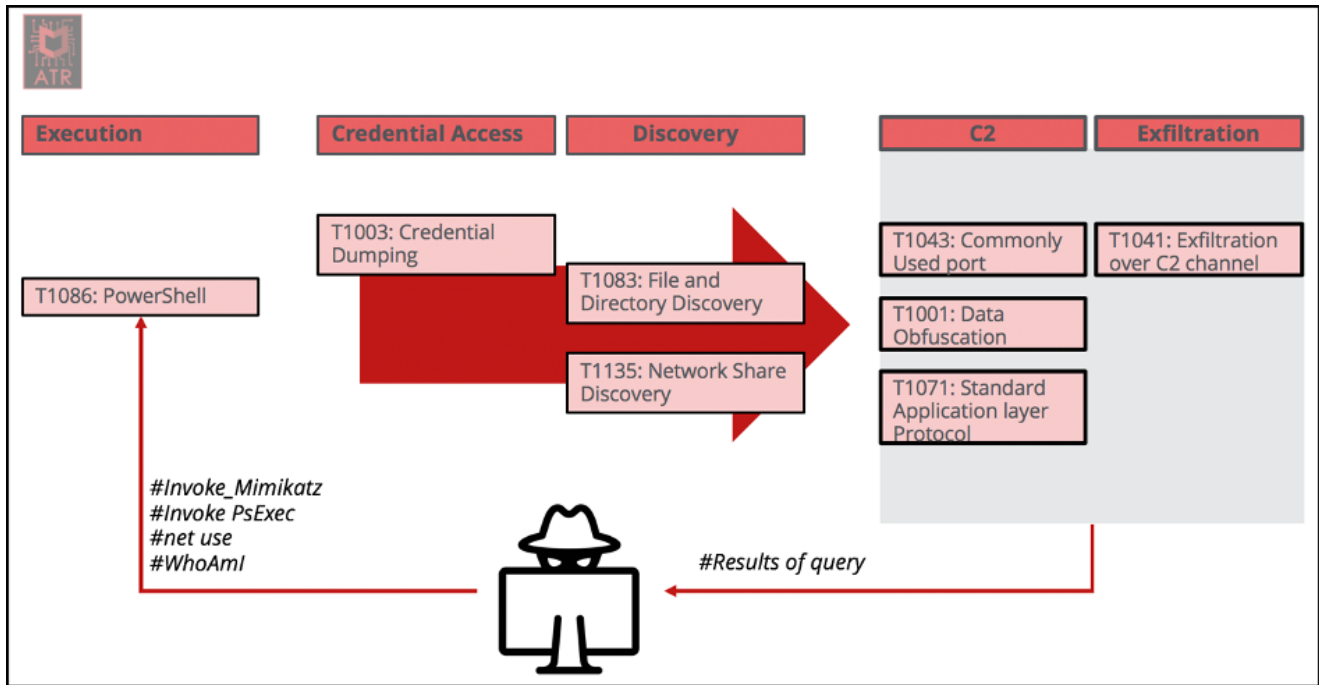 ATR
Execution
Credential Access
Discovery
C2
Exfiltration
T1086: PowerShell
T1003: Credential
Dumping
T1083: File and
Directory Discovery
T1135: Network Share
Discovery
T1043: Commonly
Used port
T1001: Data
Obfuscation
T1071: Standard
Application layer
Protocol
T1041: Exfiltration
over C2 channel
#Invoke_Mimikatz
#Invoke PsExec
#net use
#WhoAmI
#Results of query